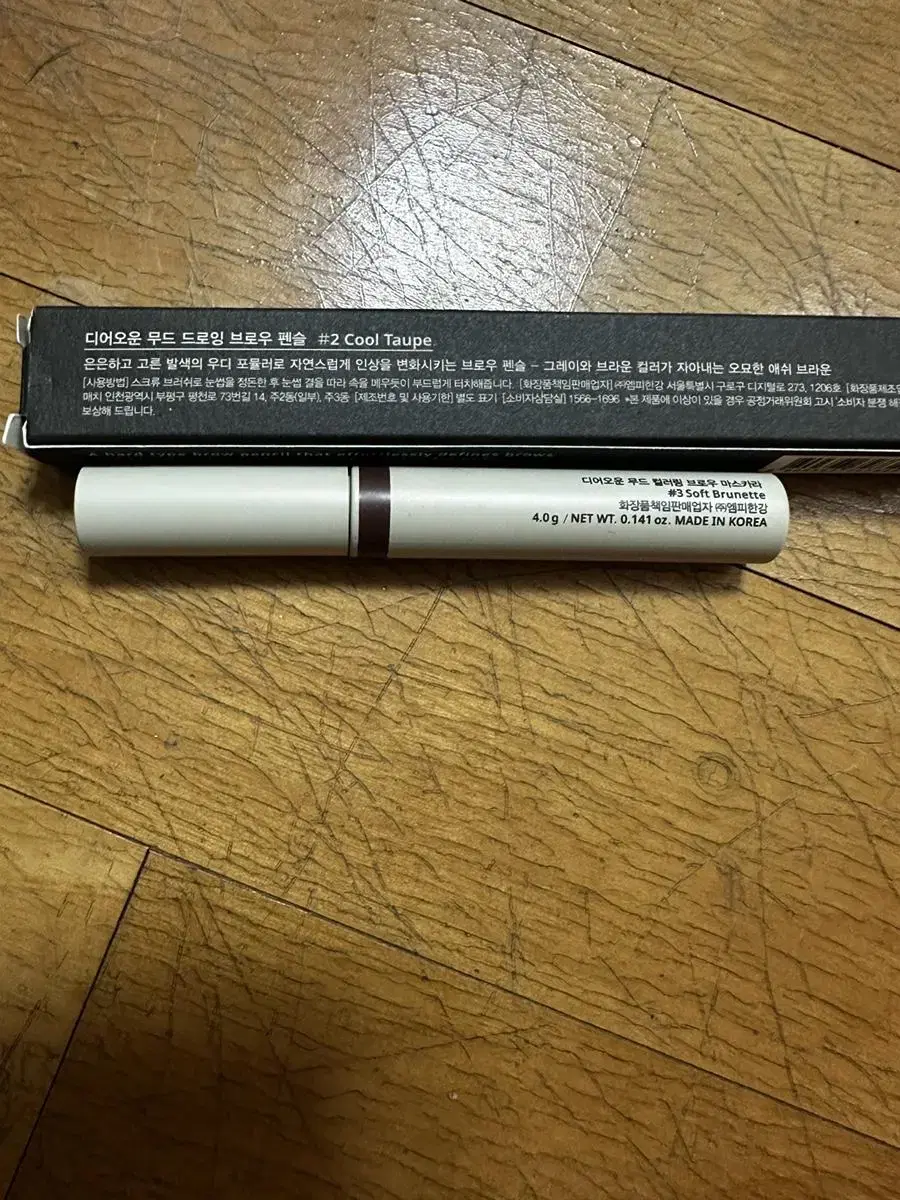 디어오운 무드 드로잉 브로우 펜슬 #2 Cool Taupe
은은하고 고른 발색의 우디 포뮬러로 자연스럽게 인상을 변화시키는 브로우 펜슬 – 그레이와 브라운 컬러가 자아내는 오묘한 애쉬 브라운
[사용방법] 스크류 브러쉬로 눈썹을 정돈한 후 눈썹 결을 따라 속을 메우듯이 부드럽게 터치해줍니다. [화장품책임판매업자] ㈜엠피한강 서울특별시 구로구 디지털로 273, 1206호 [화장품제조업
매치 인천광역시 부평구 평천로 73번길 14, 주2동(일부), 주3동 [제조번호 및 사용기한] 별도 표기 [소비자상담실] 1566-1696 *본 제품에 이상이 있을 경우 공정거래위원회 고시 '소비자 분쟁 해
보상해 드립니다.
A hard type brow pencil that effortlessly defines brows
디어오운 무드 컬러링 브로우 마스카라
#3 Soft Brunette
화장품책임판매업자 ㈜엠피한강
4.0 g / NET WT. 0.141 oz. MADE IN KOREA